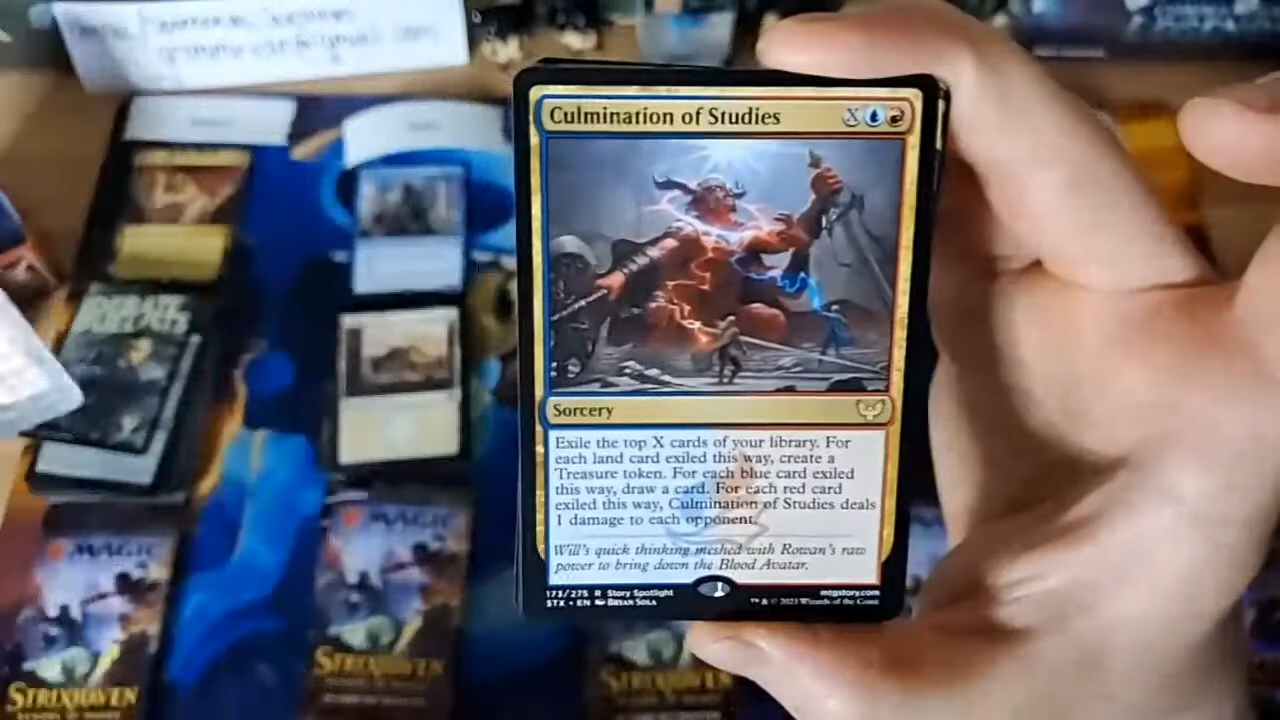 Culmination of Studies X
Sorcery
Exile the top X cards of your library. For
each land card exiled this way, create a
Treasure token. For each blue card exiled
this way, draw a card. For each red card
exiled this way, Culmination of Studies deals
1 damage to each opponent.
Will's quick thinking meshed with Rowan's raw
power to bring down the Blood Avatar.
173/275 R Story Spotlight
mtgstory.com
STX • EN Bryan Sola
™ & © 2021 Wizards of the Coast
MAGIC
STRIXHAVEN
MAGIC
STRIXHAVEN
STRIXHAVEN